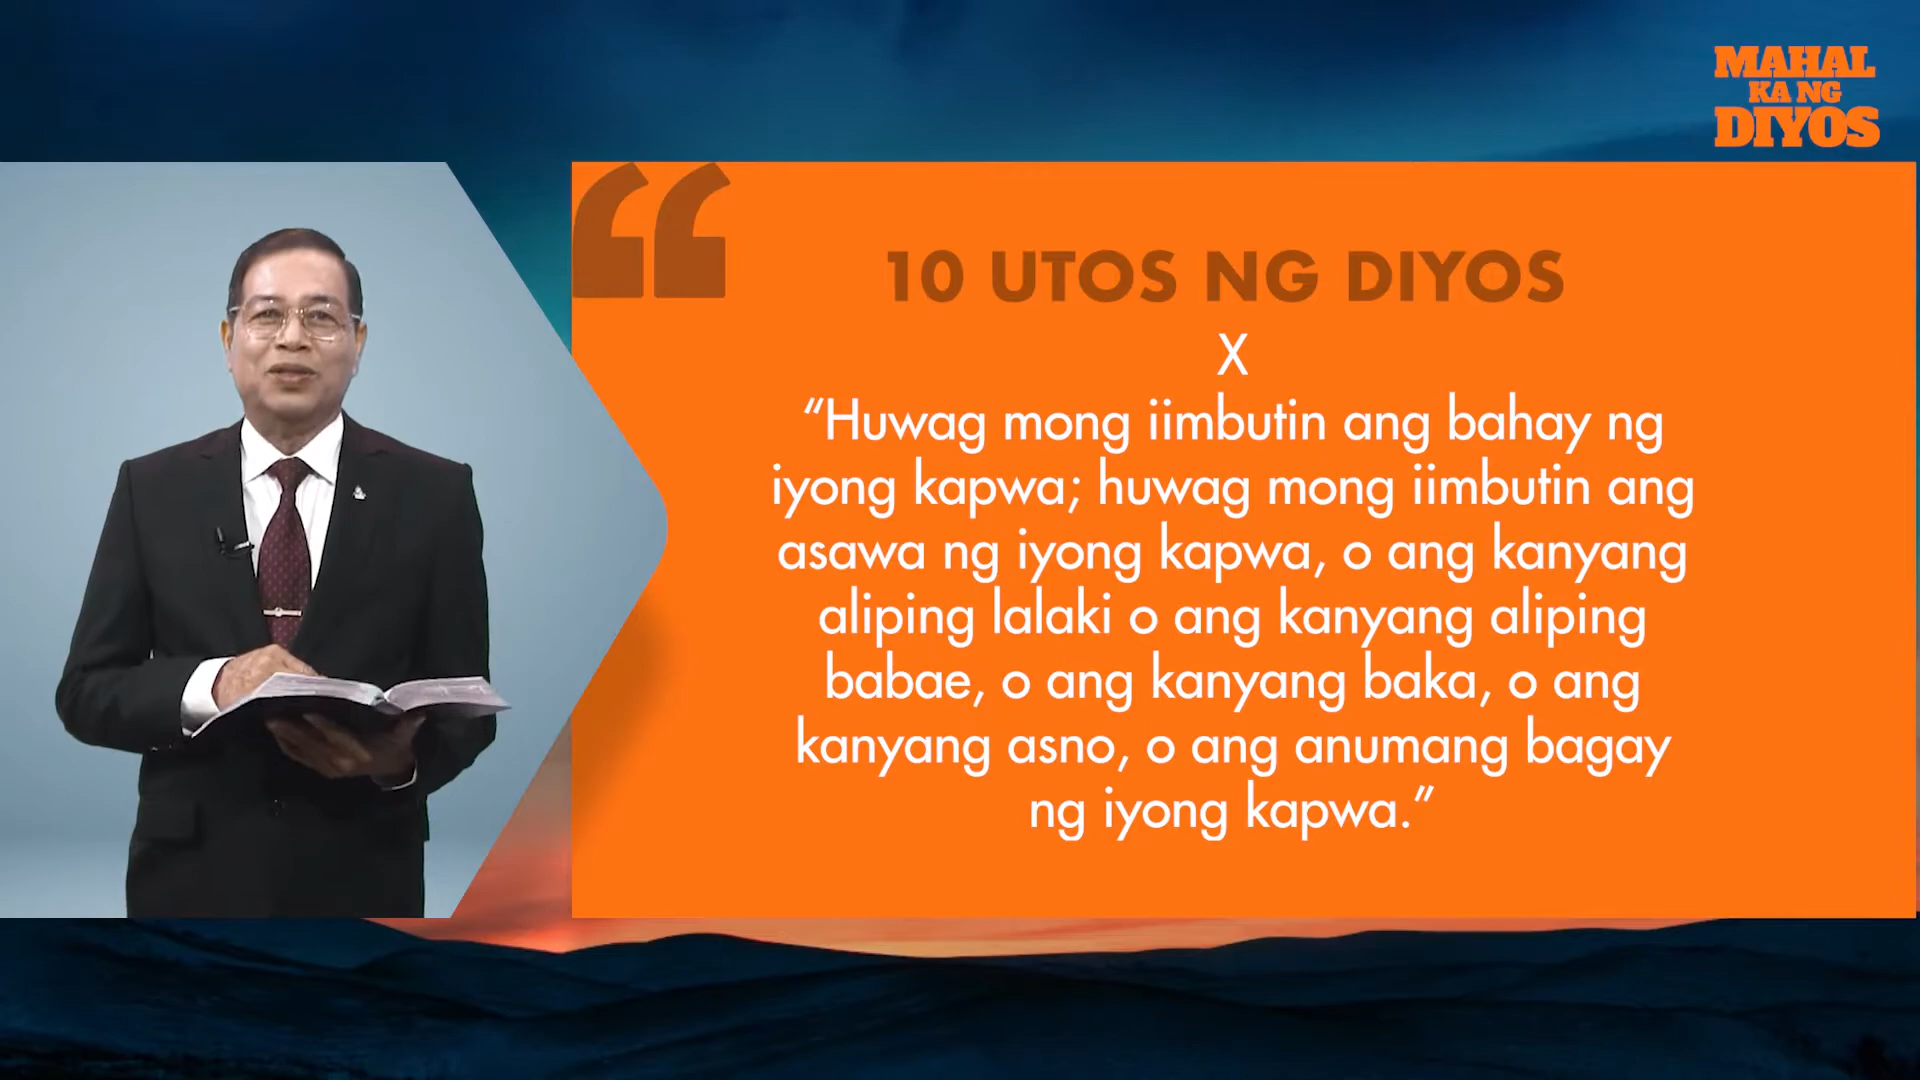 MAHAL
KA NG
DIYOS
10 UTOS NG DIYOS
X
“Huwag mong iimbutin ang bahay ng
iyong kapwa; huwag mong iimbutin ang
asawa ng iyong kapwa, o ang kanyang
aliping lalaki o ang kanyang aliping
babae, o ang kanyang baka, o ang
kanyang asno, o ang anumang bagay
ng iyong kapwa.”